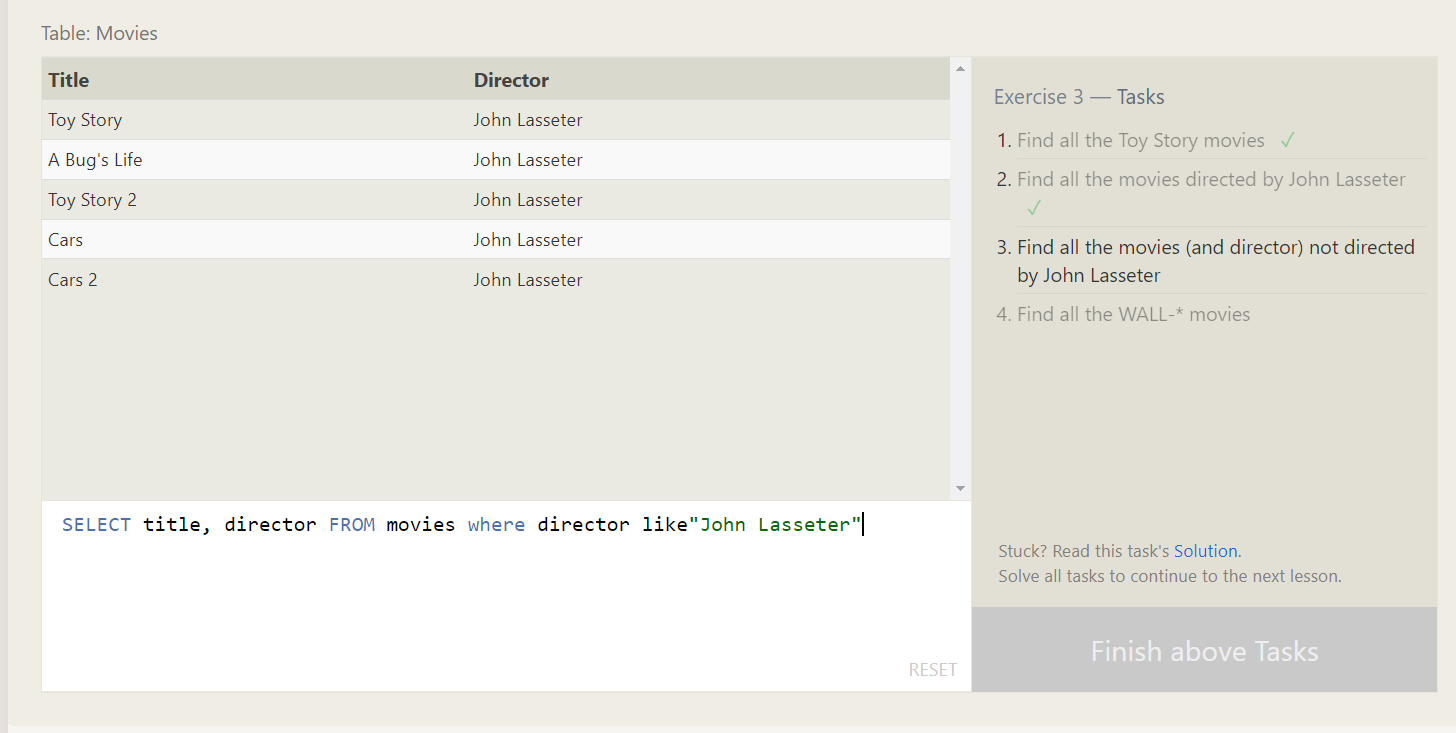 Table: Movies
Title Director
Toy Story John Lasseter
A Bug's Life John Lasseter
Toy Story 2 John Lasseter
Cars John Lasseter
Cars 2 John Lasseter
SELECT title, director FROM movies where director like"John Lasseter"
RESET
Exercise 3 — Tasks
1. Find all the Toy Story movies ✓
2. Find all the movies directed by John Lasseter
✓
3. Find all the movies (and director) not directed
by John Lasseter
4. Find all the WALL-* movies
Stuck? Read this task's Solution.
Solve all tasks to continue to the next lesson.
Finish above Tasks